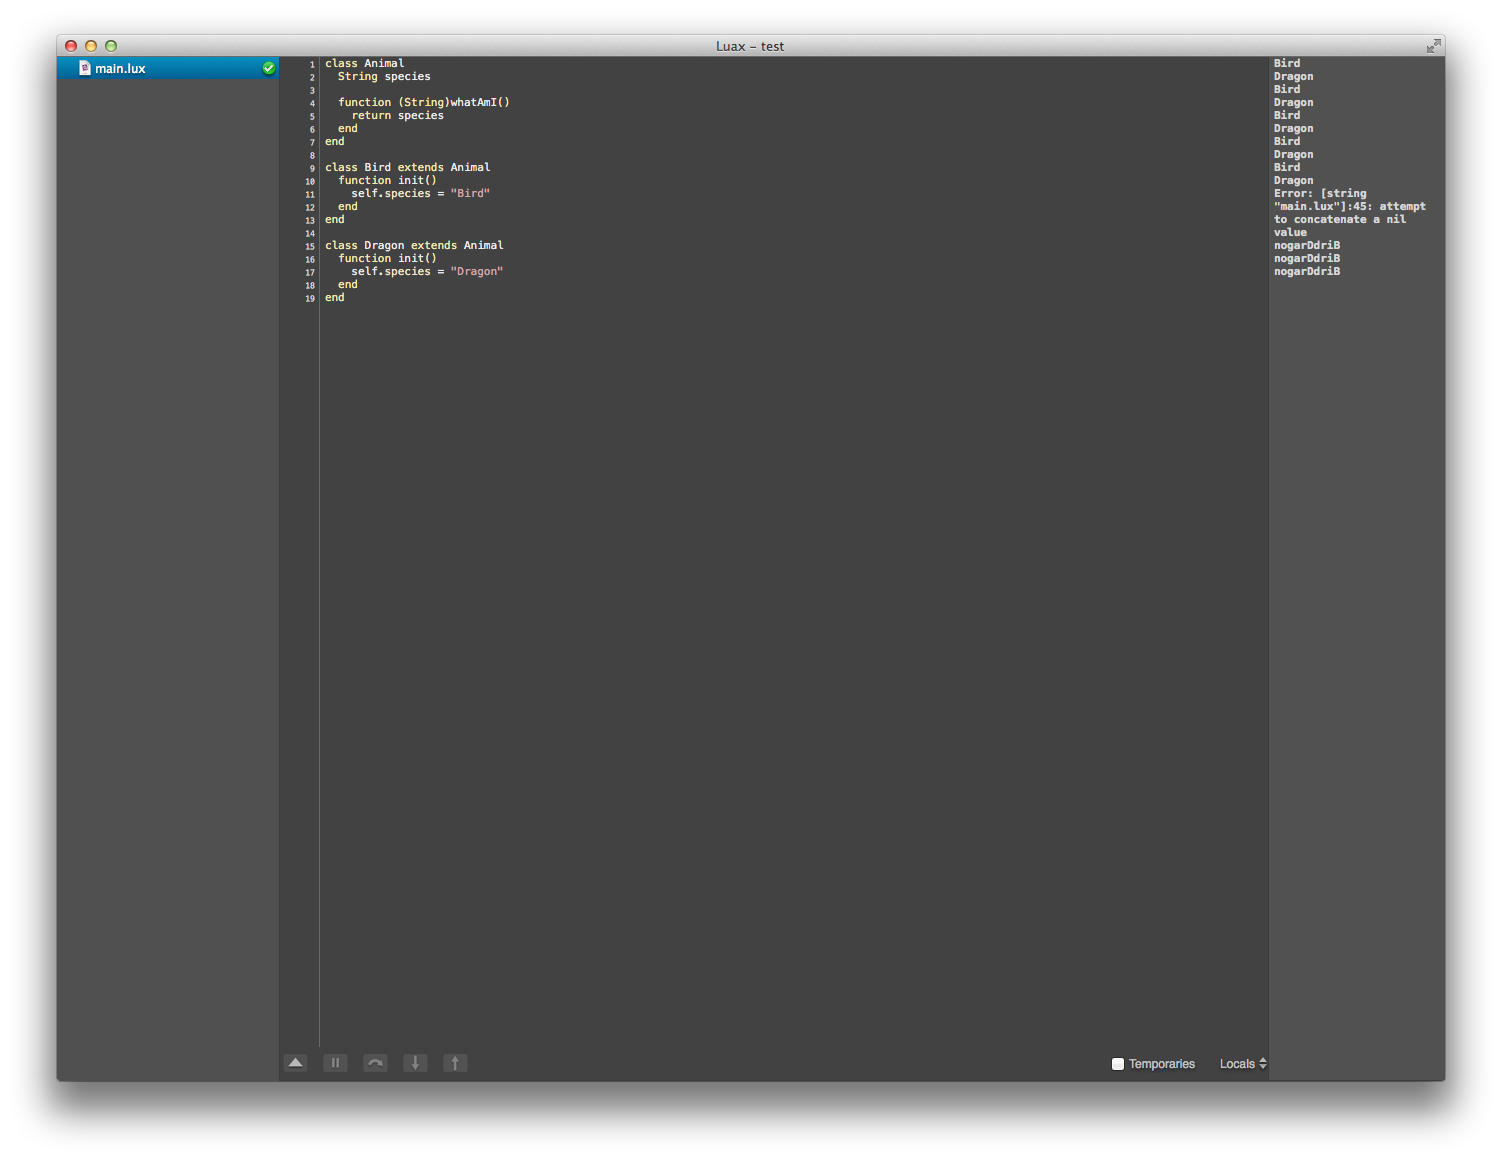 Luax – test
main.lux
1 class Animal
2   String species
3
4   function (String)whatAmI()
5     return species
6   end
7 end
8
9 class Bird extends Animal
10   function init()
11     self.species = "Bird"
12   end
13 end
14
15 class Dragon extends Animal
16   function init()
17     self.species = "Dragon"
18   end
19 end
Bird
Dragon
Bird
Dragon
Bird
Dragon
Bird
Dragon
Bird
Dragon
Error: [string
"main.lux"]:45: attempt
to concatenate a nil
value
nogarDdriB
nogarDdriB
nogarDdriB
Temporaries Locals